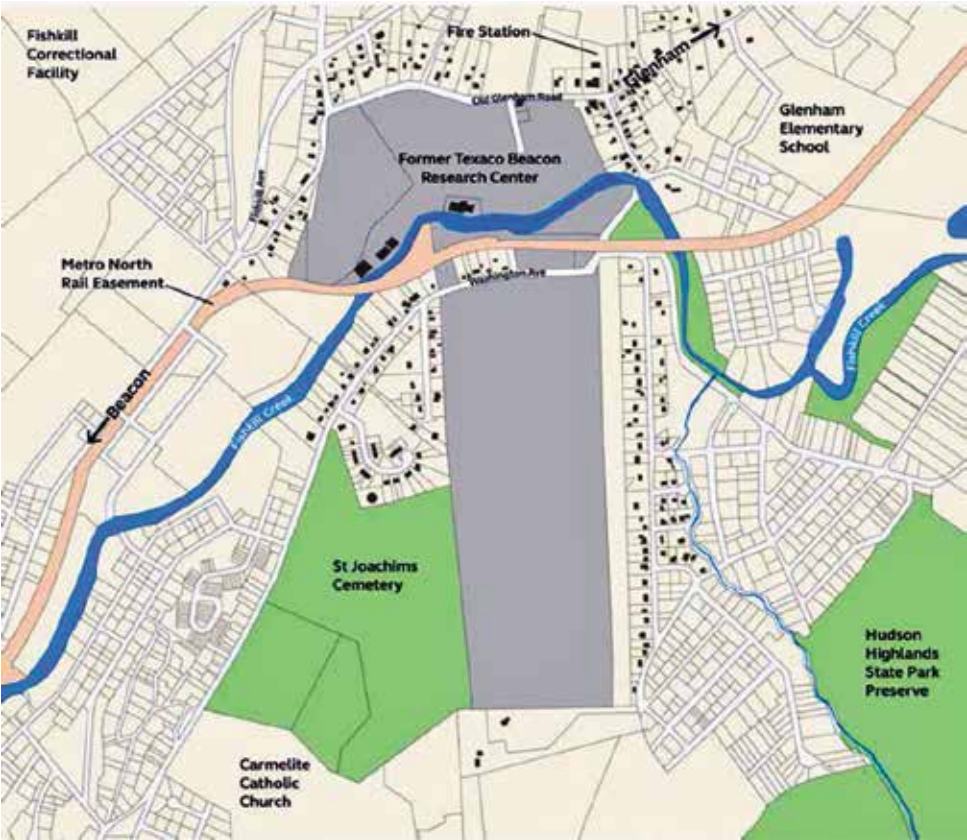 Fishkill
Correctional
Facility
Fire Station
Glenham
Old Glenham Road
Glenham
Elementary
School
Former Texaco Beacon
Research Center
Fishkill Ave
Metro North
Rail Easement
Washington Ave
Fishkill Creek
Beacon
Fishkill Creek
St Joachims
Cemetery
Hudson
Highlands
State Park
Preserve
Carmelite
Catholic
Church